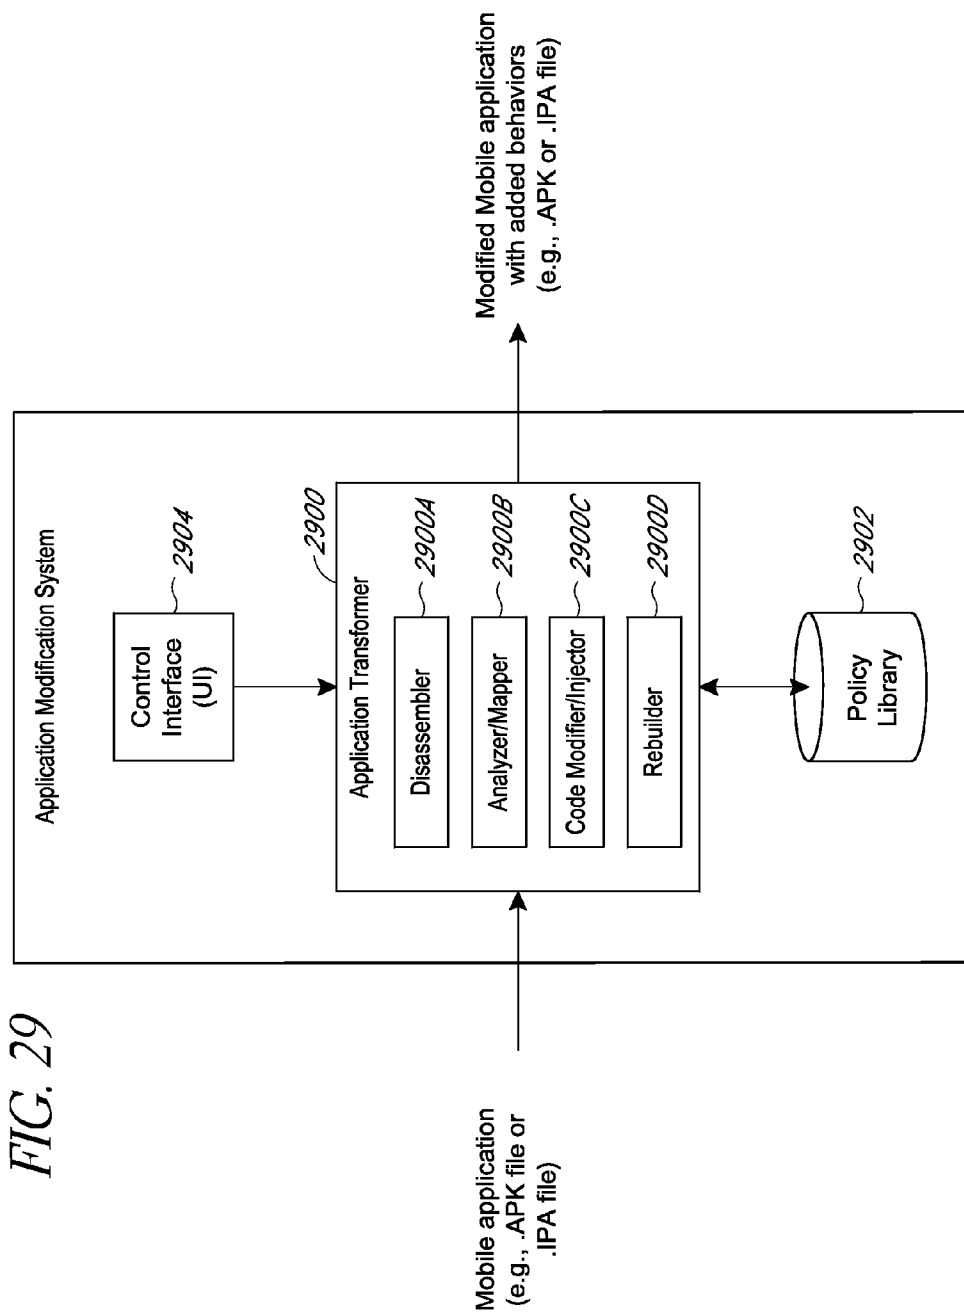 FIG. 29
Application Modification System
Control
Interface
(UI)
2904
2900
Application Transformer
Disassembler
2900A
Analyzer/Mapper
2900B
Code Modifier/Injector
2900C
Rebuilder
2900D
Policy
Library
2902
Mobile application
(e.g., .APK file or
.IPA file)
Modified Mobile application
with added behaviors
(e.g., .APK or .IPA file)